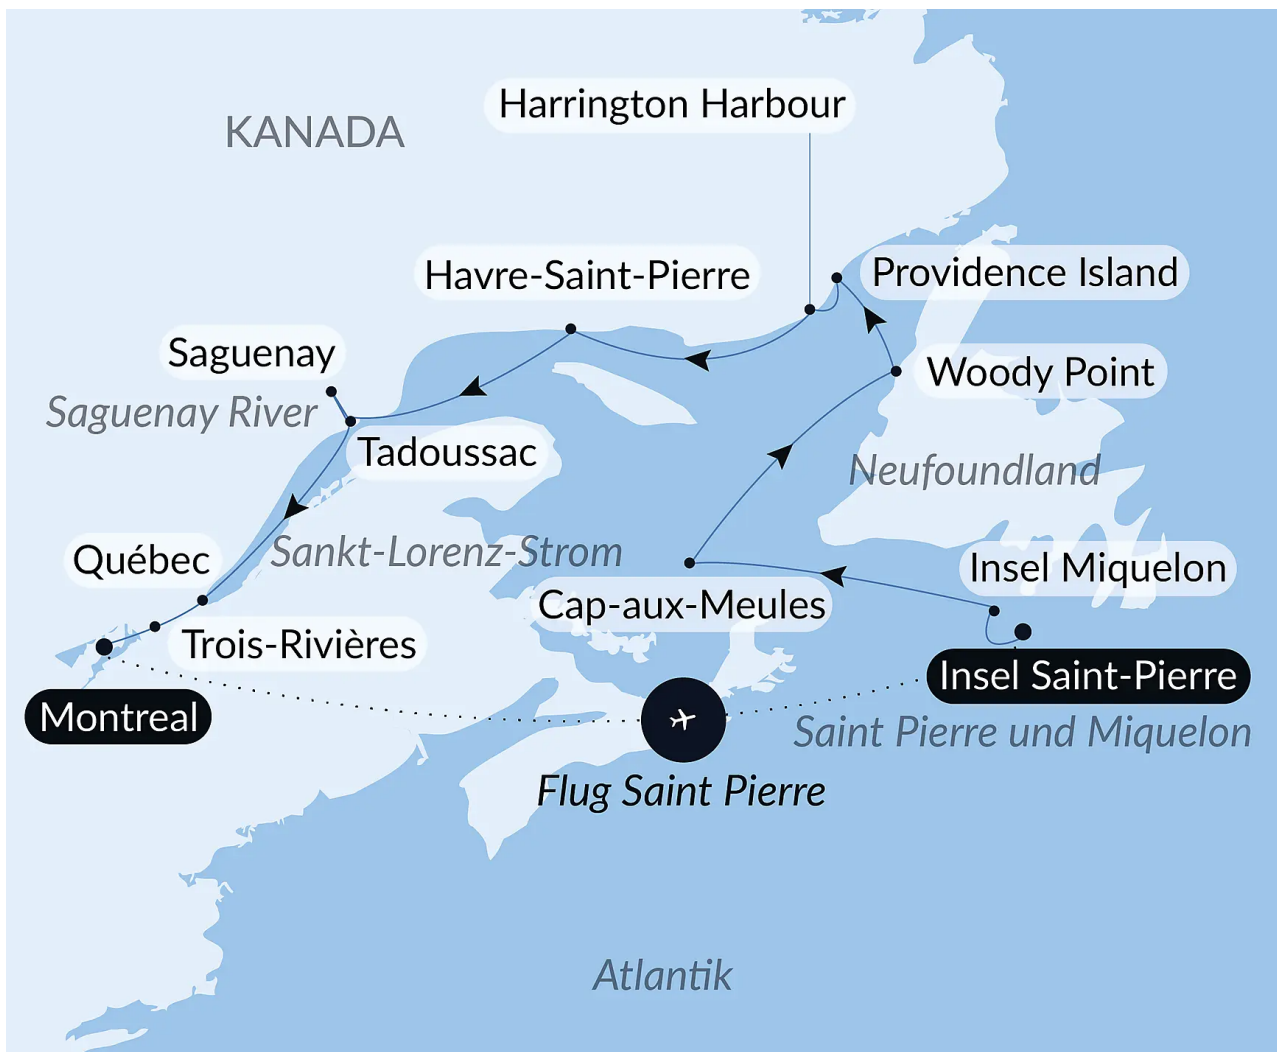 Harrington Harbour
KANADA
Havre-Saint-Pierre
Providence Island
Saguenay
Woody Point
Saguenay River
Tadoussac
Neufoundland
Québec
Sankt-Lorenz-Strom
Insel Miquelon
Cap-aux-Meules
Trois-Rivières
Insel Saint-Pierre
Montreal
Saint Pierre und Miquelon
Flug Saint Pierre
Atlantik